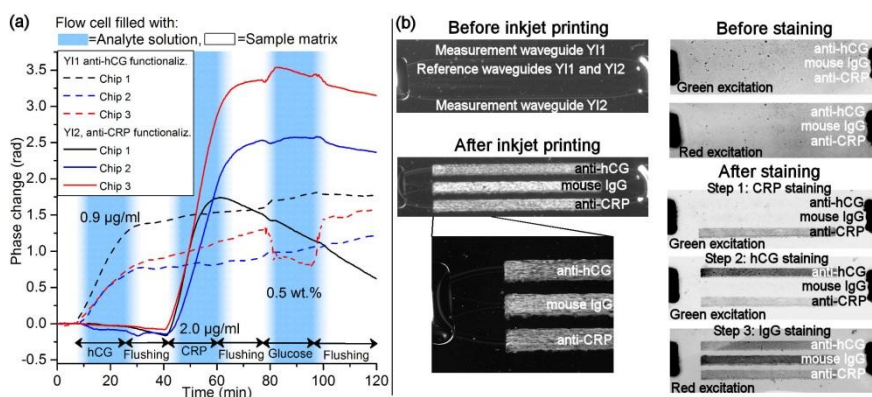 (a)
Flow cell filled with:
=Analyte solution, =Sample matrix
YI1 anti-hCG functionaliz.
Chip 1
Chip 2
Chip 3
YI2, anti-CRP functionaliz.
Chip 1
Chip 2
Chip 3
0.9 µg/ml
2.0 µg/ml
0.5 wt.%
hCG
Flushing
CRP
Flushing
Glucose
Flushing
Phase change (rad)
3.5
3.0
2.5
2.0
1.5
1.0
0.5
0.0
-0.5
0 20 40 60 80 100 120
Time (min)
(b)
Before inkjet printing
Measurement waveguide YI1
Reference waveguides YI1 and YI2
Measurement waveguide YI2
After inkjet printing
anti-hCG
mouse IgG
anti-CRP
anti-hCG
mouse IgG
anti-CRP
Before staining
anti-hCG
mouse IgG
anti-CRP
Green excitation
anti-hCG
mouse IgG
anti-CRP
Red excitation
After staining
Step 1: CRP staining
anti-hCG
mouse IgG
anti-CRP
Green excitation
Step 2: hCG staining
anti-hCG
mouse IgG
anti-CRP
Green excitation
Step 3: IgG staining
anti-hCG
mouse IgG
anti-CRP
Red excitation